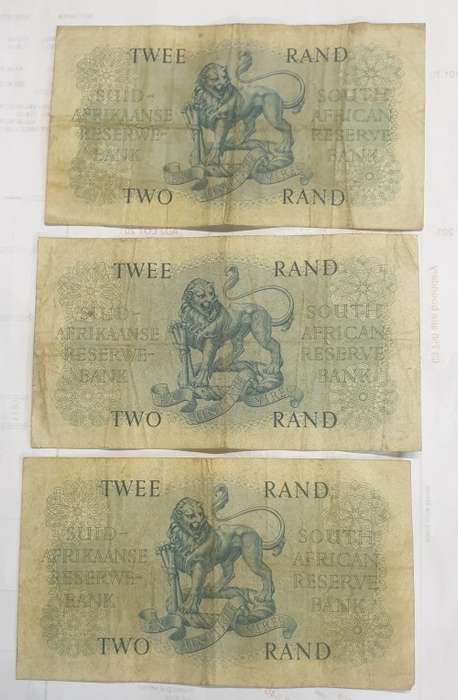 TWEE RAND
SUID-
AFRIKAANSE
RESERWE-
BANK
SOUTH
AFRICAN
RESERVE
BANK
TWO RAND
TWEE RAND
SUID-
AFRIKAANSE
RESERWE-
BANK
SOUTH
AFRICAN
RESERVE
BANK
TWO RAND
TWEE RAND
SUID-
AFRIKAANSE
RESERWE-
BANK
SOUTH
AFRICAN
RESERVE
BANK
TWO RAND